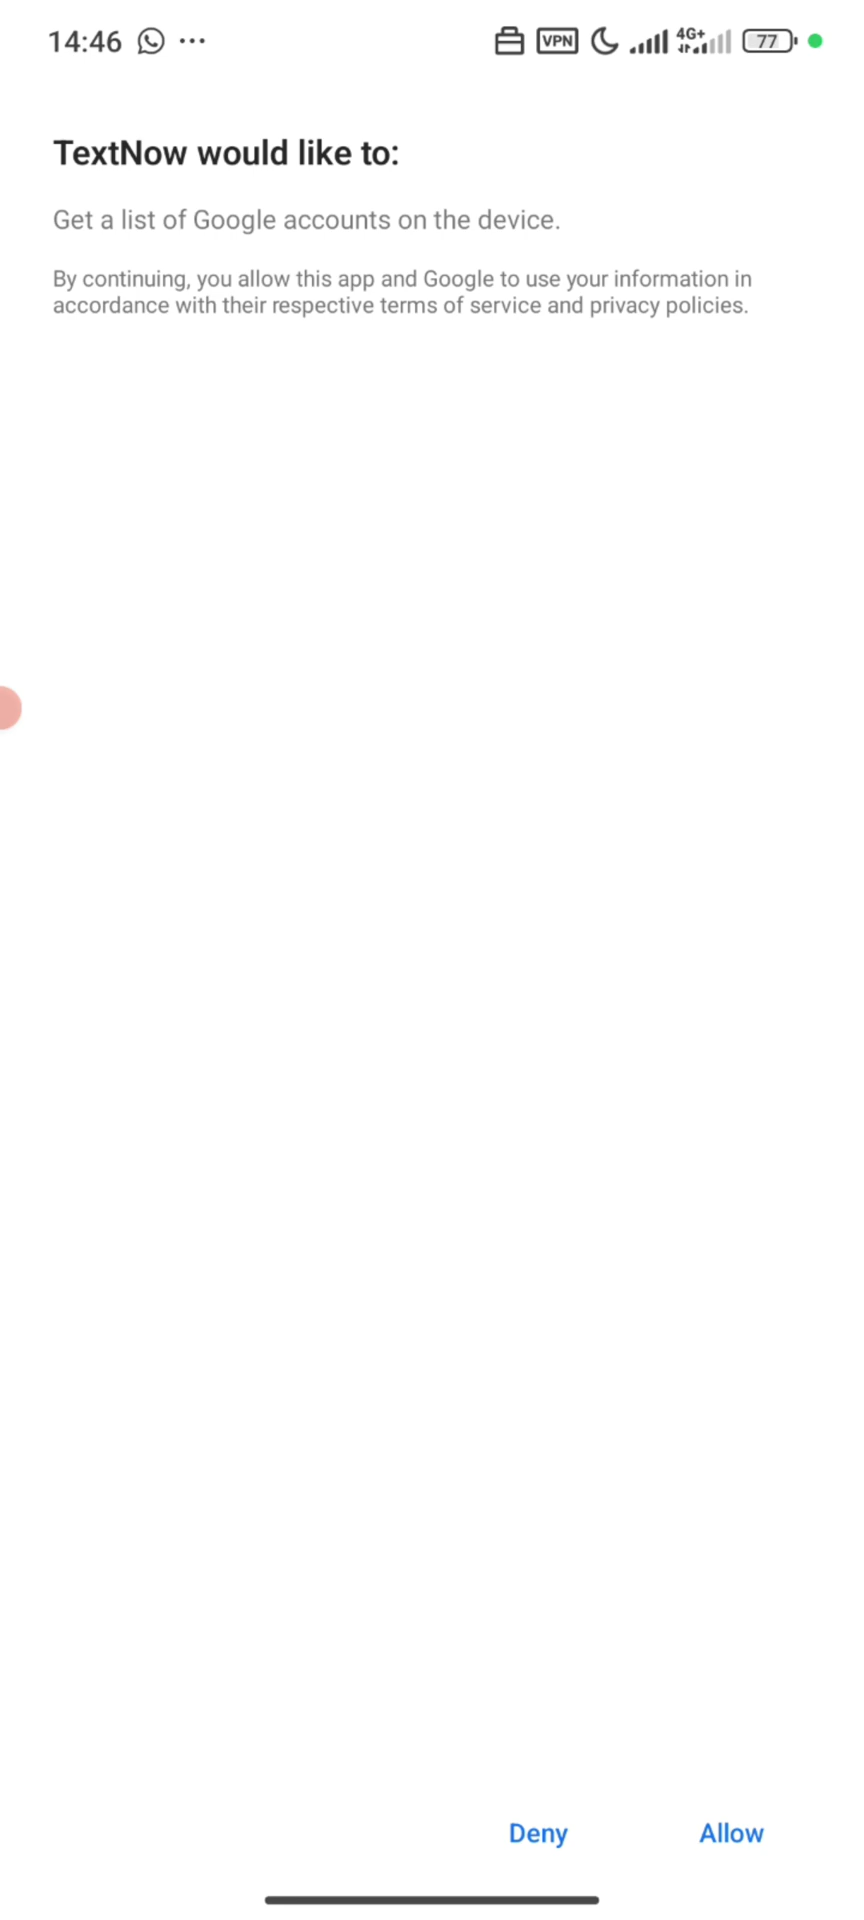 14:46 ... VPN 4G+ 77
TextNow would like to:
Get a list of Google accounts on the device.
By continuing, you allow this app and Google to use your information in
accordance with their respective terms of service and privacy policies.
Deny Allow